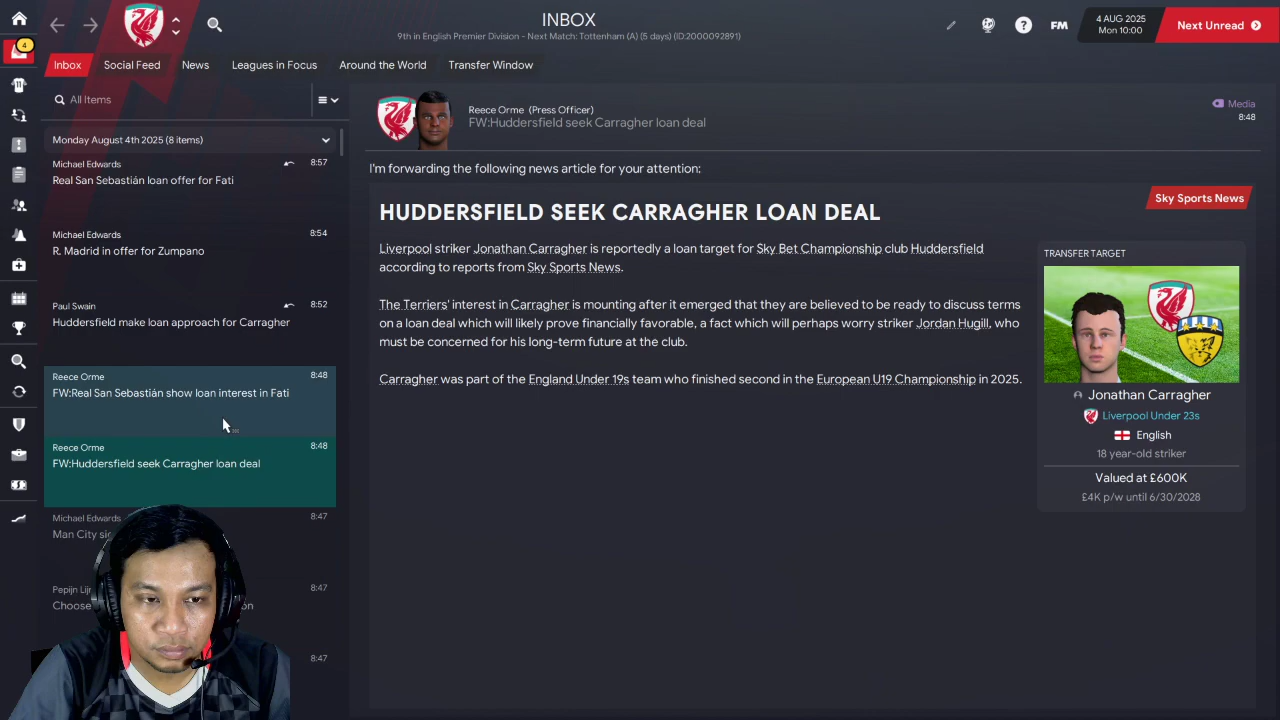 INBOX
9th in English Premier Division - Next Match: Tottenham (A) (5 days) (ID:2000092891)
FM
4 AUG 2025
Mon 10:00
Next Unread
4
Inbox
Social Feed
News
Leagues in Focus
Around the World
Transfer Window
All Items
Monday August 4th 2025 (8 items)
Michael Edwards
8:57
Real San Sebastián loan offer for Fati
Michael Edwards
8:54
R. Madrid in offer for Zumpano
Paul Swain
8:52
Huddersfield make loan approach for Carragher
Reece Orme
8:48
FW:Real San Sebastián show loan interest in Fati
Reece Orme
8:48
FW:Huddersfield seek Carragher loan deal
Michael Edwards
8:47
Man City
Pepijn
8:47
Choose
8:47
Reece Orme (Press Officer)
FW:Huddersfield seek Carragher loan deal
Media
8:48
I'm forwarding the following news article for your attention:
Sky Sports News
HUDDERSFIELD SEEK CARRAGHER LOAN DEAL
Liverpool striker Jonathan Carragher is reportedly a loan target for Sky Bet Championship club Huddersfield
according to reports from Sky Sports News.
The Terriers' interest in Carragher is mounting after it emerged that they are believed to be ready to discuss terms
on a loan deal which will likely prove financially favorable, a fact which will perhaps worry striker Jordan Hugill, who
must be concerned for his long-term future at the club.
Carragher was part of the England Under 19s team who finished second in the European U19 Championship in 2025.
TRANSFER TARGET
Jonathan Carragher
Liverpool Under 23s
English
18 year-old striker
Valued at £600K
£4K p/w until 6/30/2028